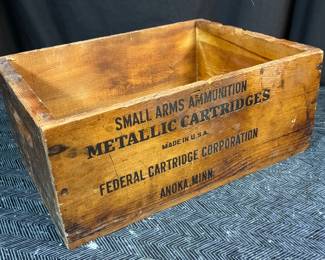 SMALL ARMS AMMUNITION
METALLIC CARTRIDGES
MADE IN U.S.A.
FEDERAL CARTRIDGE CORPORATION
ANOKA, MINN.